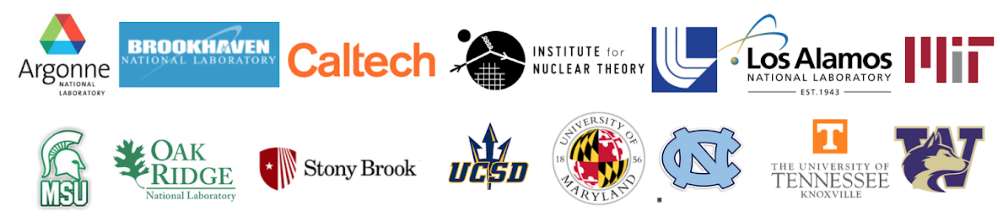 Argonne
NATIONAL
LABORATORY
BROOKHAVEN
NATIONAL LABORATORY
Caltech
INSTITUTE for
NUCLEAR THEORY
Los Alamos
NATIONAL LABORATORY
EST.1943
MIT
MSU
OAK
RIDGE
National Laboratory
Stony Brook
UCSD
UNIVERSITY OF
18 56
MARYLAND
NC
T
THE UNIVERSITY OF
TENNESSEE
KNOXVILLE
W